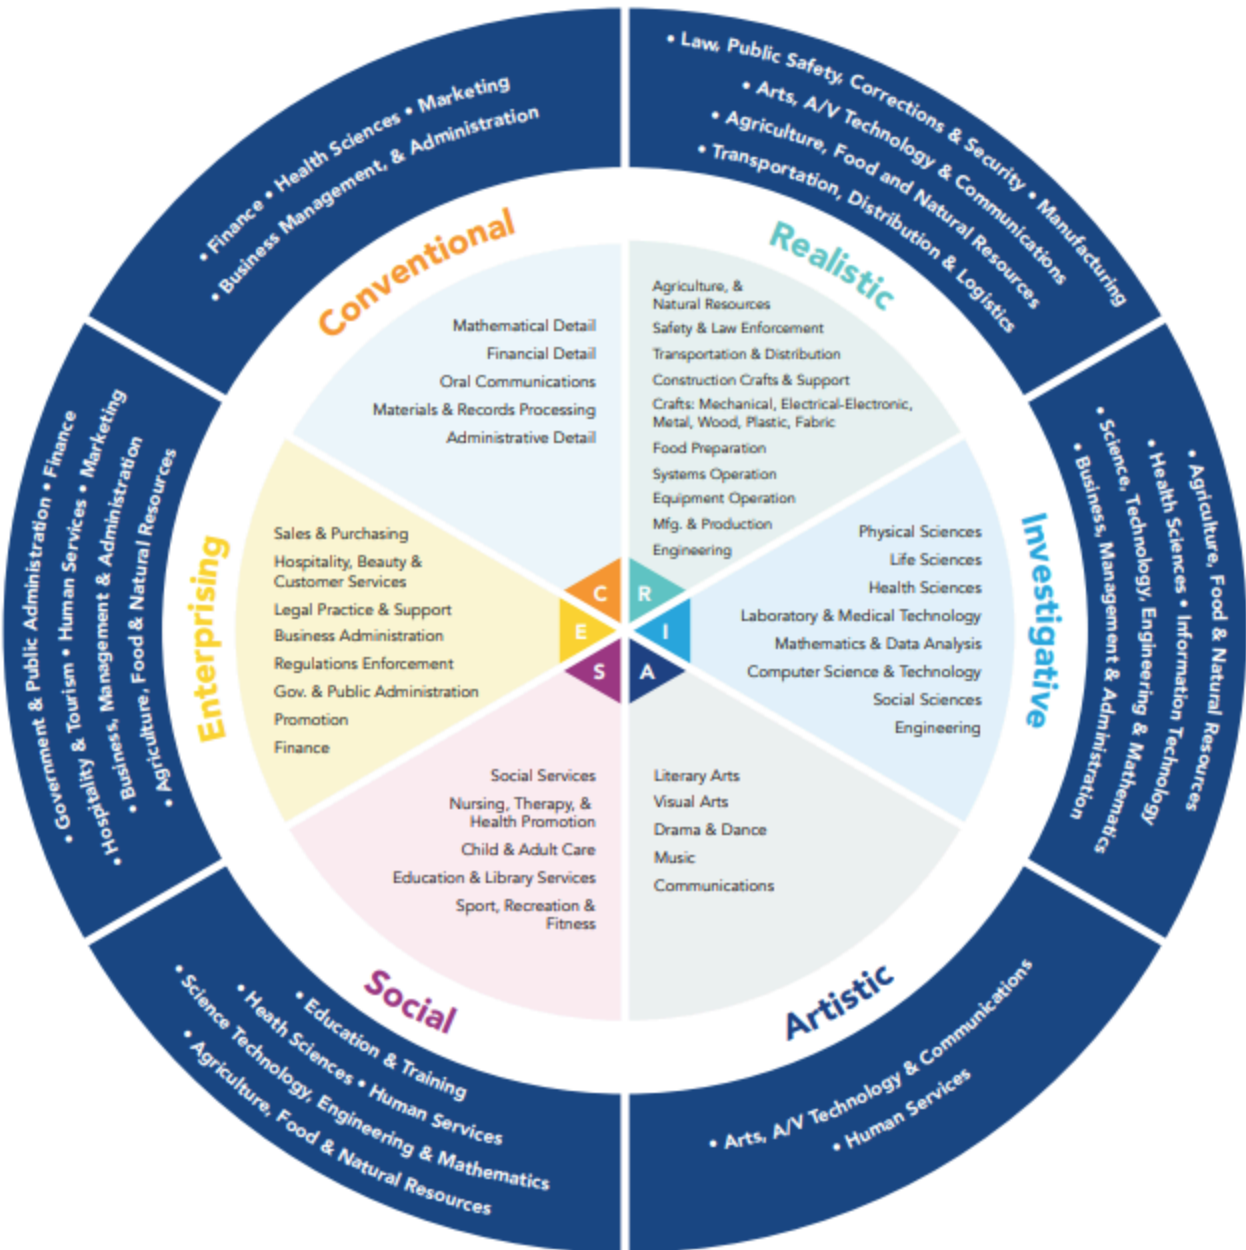 • Finance • Health Sciences • Marketing
• Business Management, & Administration
Conventional
Mathematical Detail
Financial Detail
Oral Communications
Materials & Records Processing
Administrative Detail
• Law, Public Safety, Corrections & Security • Manufacturing
• Arts, A/V Technology & Communications
• Agriculture, Food and Natural Resources
• Transportation, Distribution & Logistics
Realistic
Agriculture, &
Natural Resources
Safety & Law Enforcement
Transportation & Distribution
Construction Crafts & Support
Crafts: Mechanical, Electrical-Electronic,
Metal, Wood, Plastic, Fabric
Food Preparation
Systems Operation
Equipment Operation
Mfg. & Production
Engineering
• Agriculture, Food & Natural Resources
• Health Sciences • Information Technology
• Science, Technology, Engineering & Mathematics
• Business, Management & Administration
Investigative
Physical Sciences
Life Sciences
Health Sciences
Laboratory & Medical Technology
Mathematics & Data Analysis
Computer Science & Technology
Social Sciences
Engineering
Literary Arts
Visual Arts
Drama & Dance
Music
Communications
Artistic
• Arts, A/V Technology & Communications
• Human Services
Social Services
Nursing, Therapy, &
Health Promotion
Child & Adult Care
Education & Library Services
Sport, Recreation &
Fitness
Social
• Education & Training
• Heath Sciences • Human Services
• Science Technology, Engineering & Mathematics
• Agriculture, Food & Natural Resources
• Government & Public Administration • Finance
• Hospitality & Tourism • Human Services • Marketing
• Business, Management & Administration
• Agriculture, Food & Natural Resources
Enterprising
Sales & Purchasing
Hospitality, Beauty &
Customer Services
Legal Practice & Support
Business Administration
Regulations Enforcement
Gov. & Public Administration
Promotion
Finance
C R
E I
S A